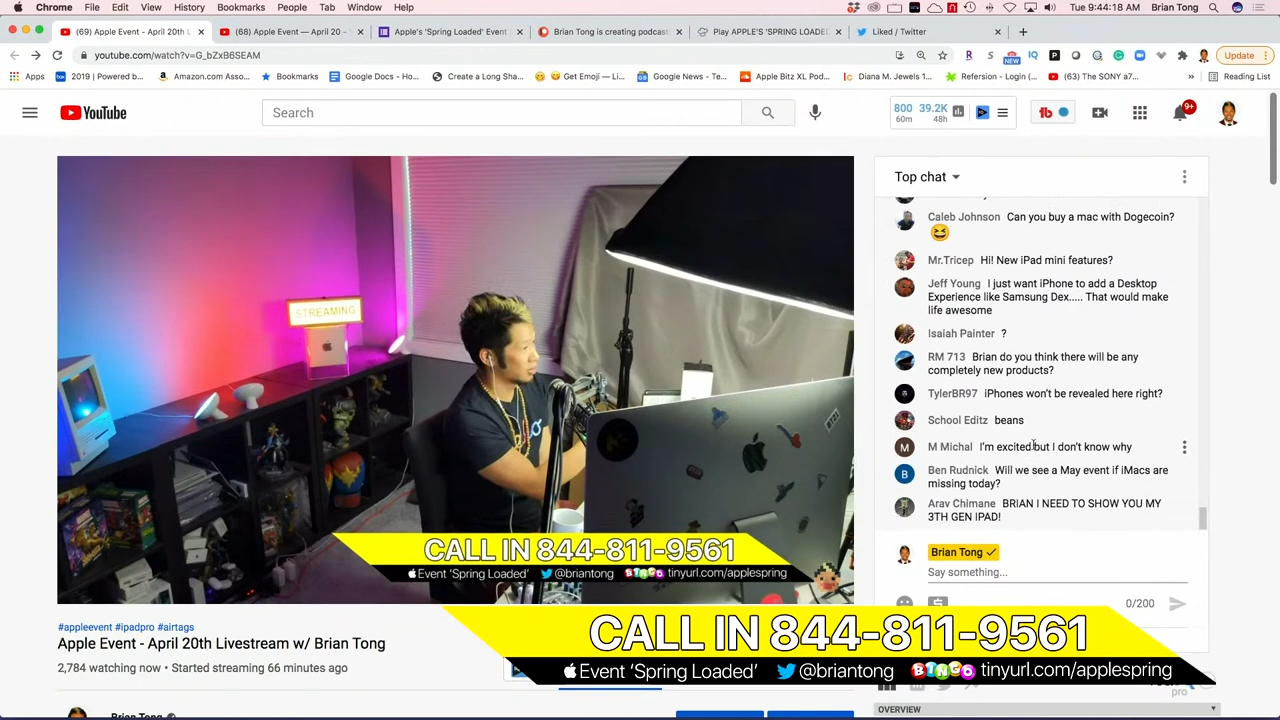 Chrome File Edit View History Bookmarks People Tab Window Help
Tue 9:44:18 AM Brian Tong
(69) Apple Event - April 20th L
(68) Apple Event — April 20 -
Apple's 'Spring Loaded' Event
Brian Tong is creating podcast
Play APPLE'S 'SPRING LOADED
Liked / Twitter
youtube.com/watch?v=G_bZxB6SEAM
NEW
Update
Apps
2019 | Powered b...
Amazon.com Asso...
Bookmarks
Google Docs - Ho...
Create a Long Sha...
Get Emoji — Li...
Google News - Te...
Apple Bitz XL Pod...
Diana M. Jewels 1...
Refersion - Login (...
(63) The SONY a7...
»
Reading List
YouTube
Search
800 39.2K
60m 48h
9+
Top chat
Caleb Johnson Can you buy a mac with Dogecoin?
Mr.Tricep Hi! New iPad mini features?
Jeff Young I just want iPhone to add a Desktop
Experience like Samsung Dex..... That would make
life awesome
Isaiah Painter ?
RM 713 Brian do you think there will be any
completely new products?
TylerBR97 iPhones won't be revealed here right?
School Editz beans
M Michal I'm excited but I don't know why
Ben Rudnick Will we see a May event if iMacs are
missing today?
Arav Chimane BRIAN I NEED TO SHOW YOU MY
3TH GEN IPAD!
Brian Tong
Say something...
0/200
STREAMING
CALL IN 844-811-9561
Event 'Spring Loaded' @briantong BINGO tinyurl.com/applespring
#appleevent #ipadpro #airtags
Apple Event - April 20th Livestream w/ Brian Tong
2,784 watching now • Started streaming 66 minutes ago
CALL IN 844-811-9561
Event 'Spring Loaded' @briantong BINGO tinyurl.com/applespring
pro
OVERVIEW
Brian Tong